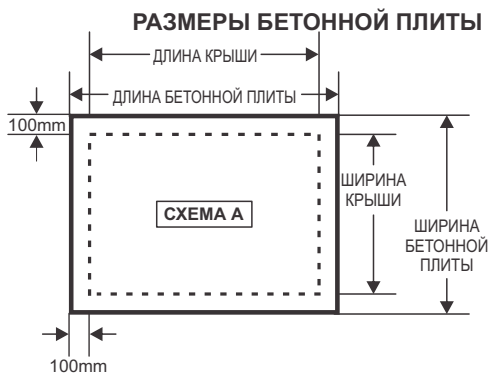 РАЗМЕРЫ БЕТОННОЙ ПЛИТЫ
ДЛИНА КРЫШИ
ДЛИНА БЕТОННОЙ ПЛИТЫ
100mm
СХЕМА А
ШИРИНА
КРЫШИ
ШИРИНА
БЕТОННОЙ
ПЛИТЫ
100mm